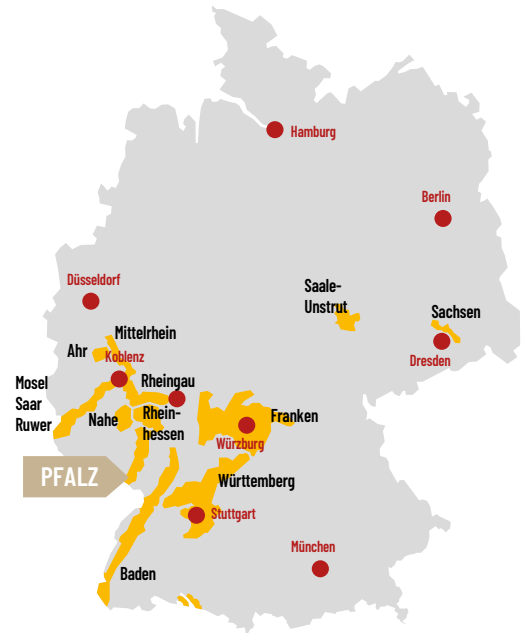 Hamburg
Berlin
Düsseldorf
Saale-
Unstrut
Sachsen
Mittelrhein
Ahr
Koblenz
Dresden
Mosel
Saar
Ruwer
Rheingau
Nahe
Rhein-
hessen
Franken
Würzburg
PFALZ
Württemberg
Stuttgart
München
Baden